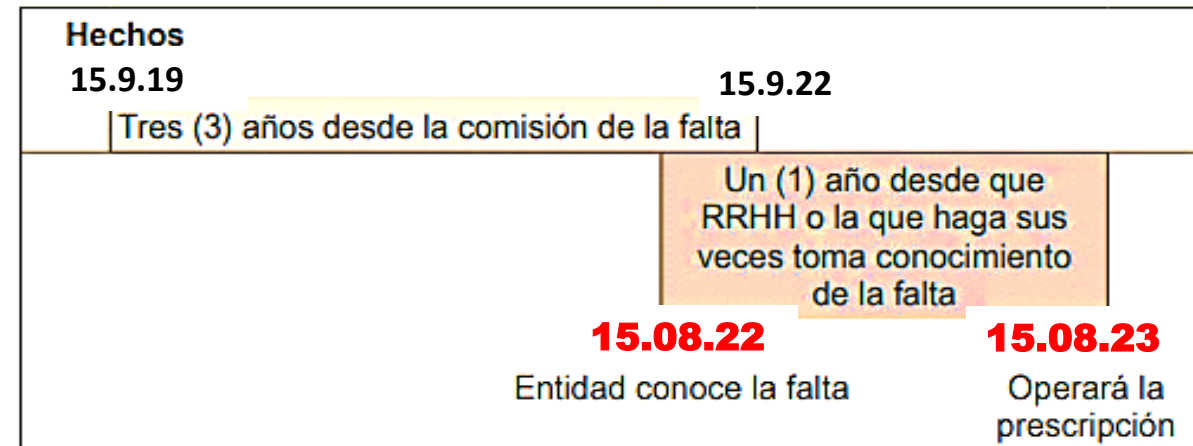 Hechos
15.9.19
15.9.22
Tres (3) años desde la comisión de la falta
Un (1) año desde que
RRHH o la que haga sus
veces toma conocimiento
de la falta
15.08.22
15.08.23
Entidad conoce la falta
Operará la
prescripción